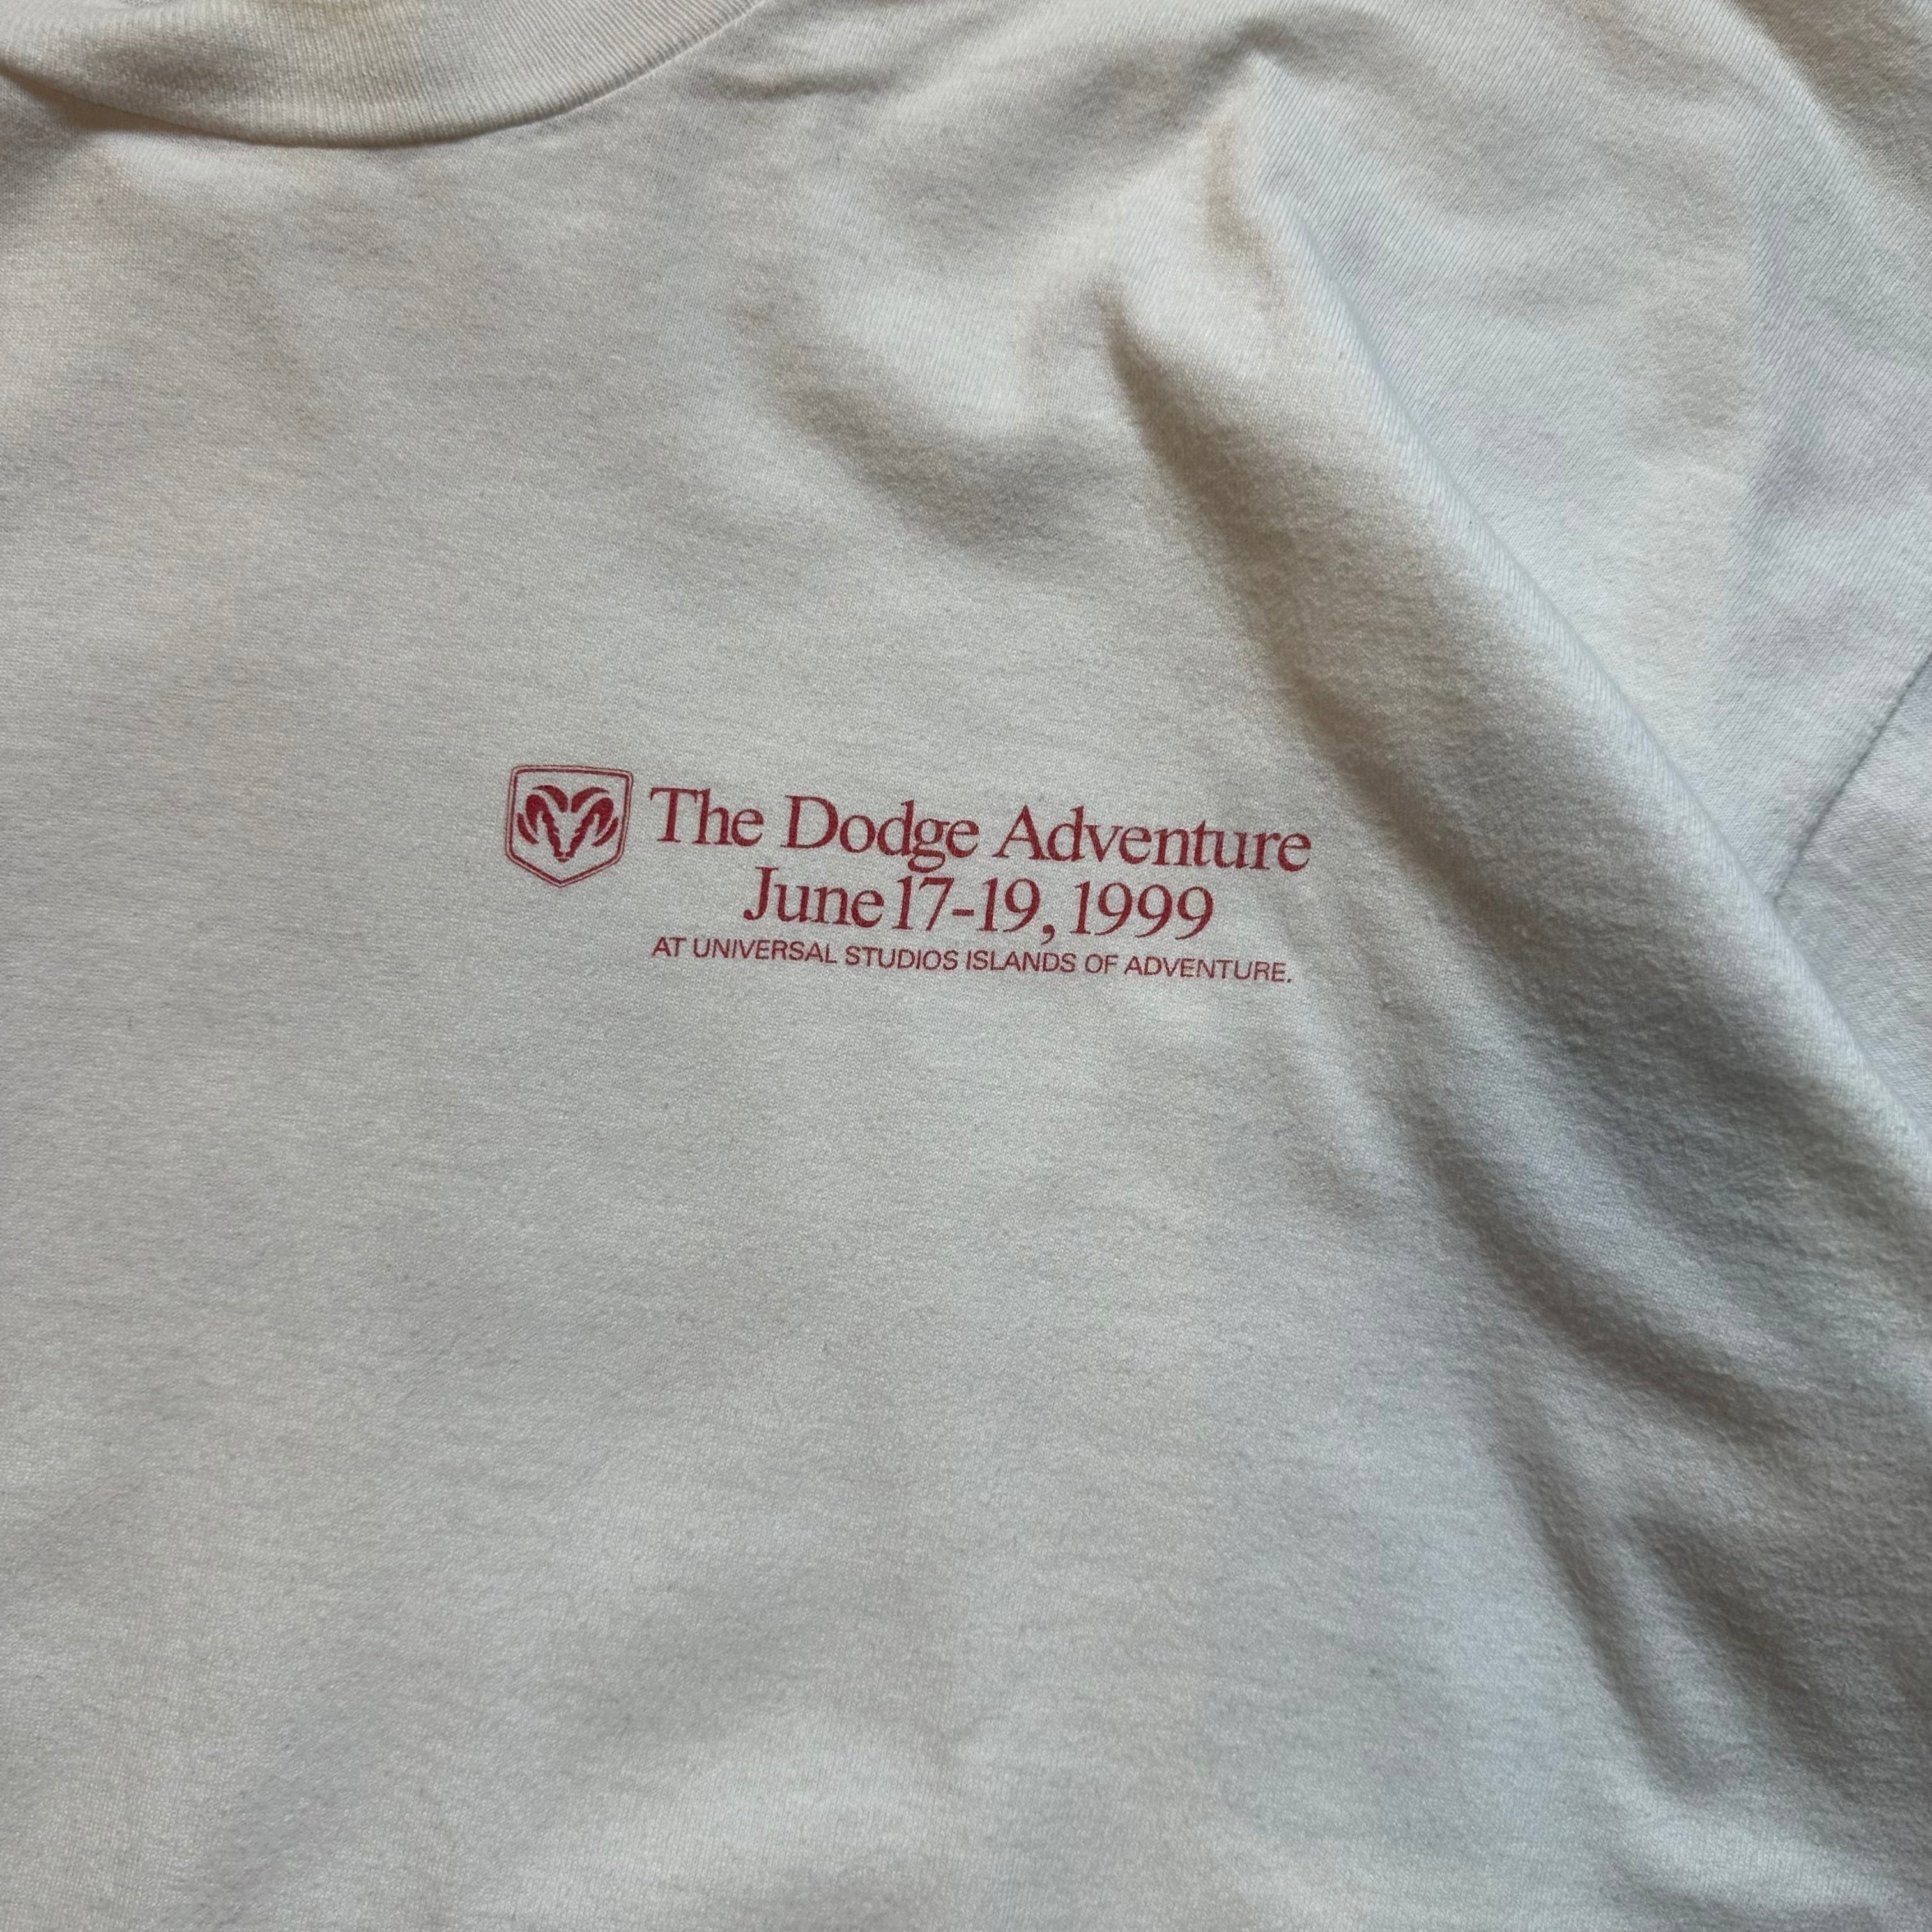 The Dodge Adventure
June 17-19, 1999
AT UNIVERSAL STUDIOS ISLANDS OF ADVENTURE.